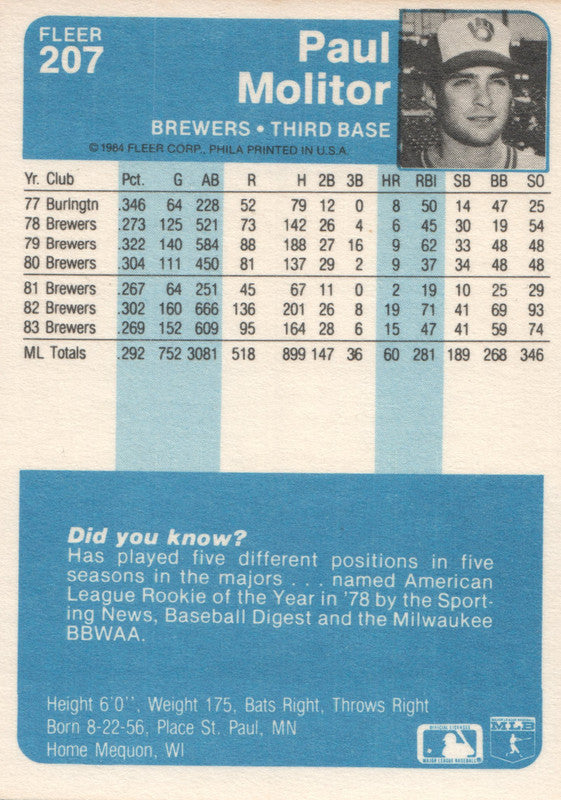 FLEER
207
Paul
Molitor
BREWERS • THIRD BASE
© 1984 FLEER CORP., PHILA PRINTED IN U.S.A.
Yr. Club Pct. G AB R H 2B 3B HR RBI SB BB SO
77 Burlngtn .346 64 228 52 79 12 0 8 50 14 47 25
78 Brewers .273 125 521 73 142 26 4 6 45 30 19 54
79 Brewers .322 140 584 88 188 27 16 9 62 33 48 48
80 Brewers .304 111 450 81 137 29 2 9 37 34 48 48
81 Brewers .267 64 251 45 67 11 0 2 19 10 25 29
82 Brewers .302 160 666 136 201 26 8 19 71 41 69 93
83 Brewers .269 152 609 95 164 28 6 15 47 41 59 74
ML Totals .292 752 3081 518 899 147 36 60 281 189 268 346
Did you know?
Has played five different positions in five
seasons in the majors . . . named American
League Rookie of the Year in '78 by the Sport-
ing News, Baseball Digest and the Milwaukee
BBWAA.
Height 6'0'', Weight 175, Bats Right, Throws Right
Born 8-22-56, Place St. Paul, MN
Home Mequon, WI
OFFICIAL LICENSEE
MAJOR LEAGUE BASEBALL
MLB